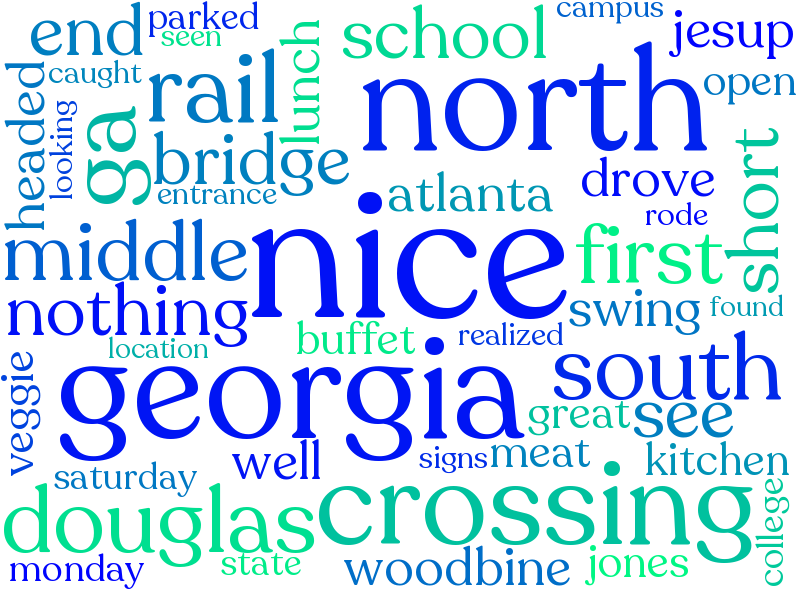 parked
campus
end
seen
school
jesup
caught
rail
lunch
north
open
headed
looking
ga
bridge
entrance
atlanta
drove
short
rode
middle
nice
first
nothing
swing
found
location
buffet
realized
veggie
georgia
south
great
see
saturday
well
signs
meat
kitchen
douglas
crossing
college
monday
state
woodbine
jones